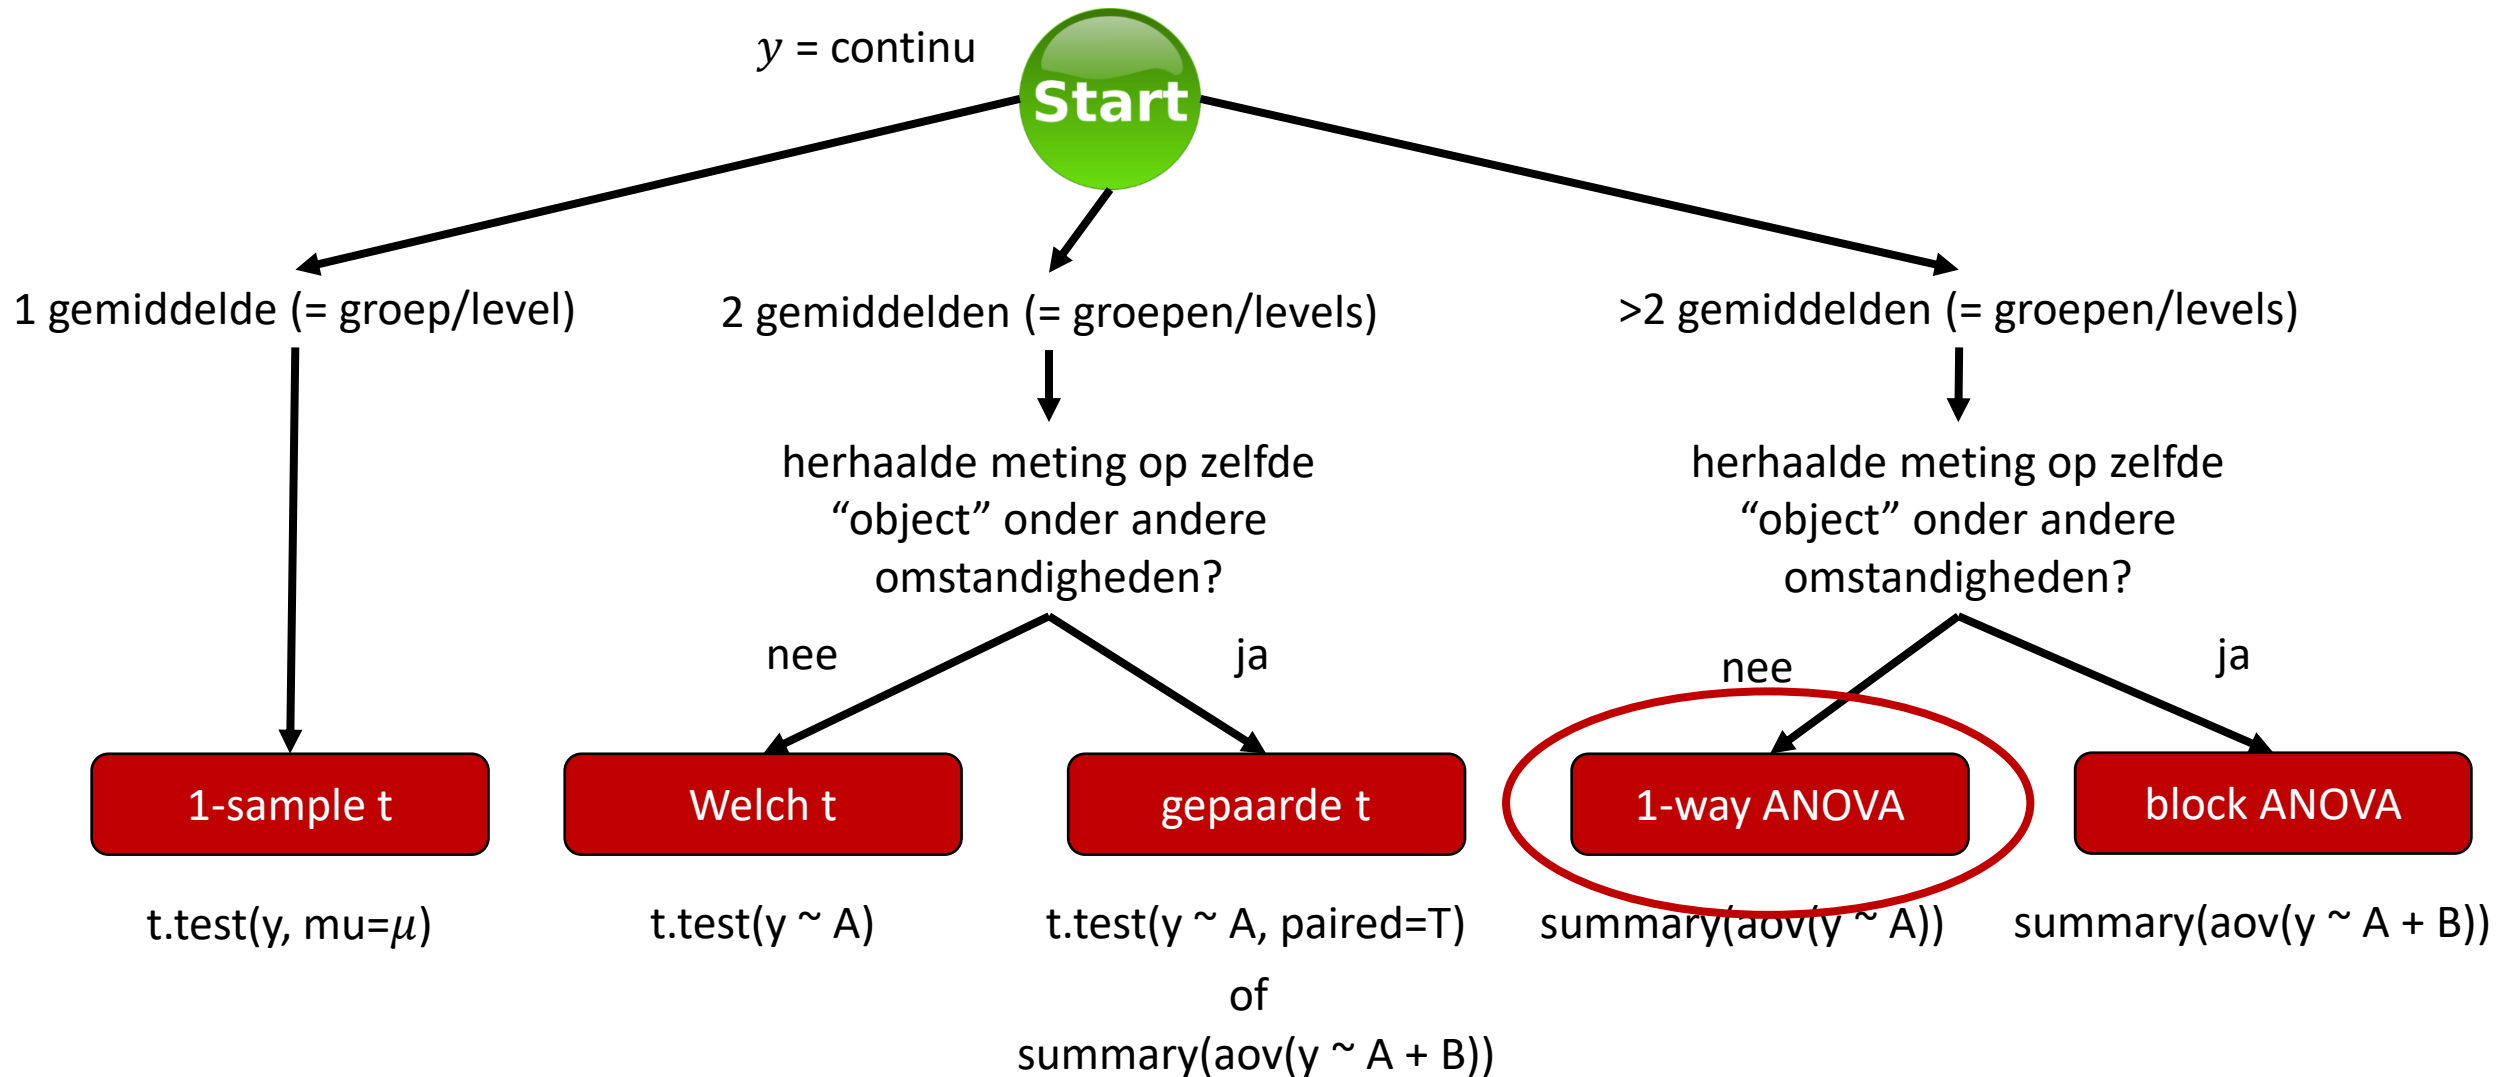 𝑦 = continu
Start
1 gemiddelde (= groep/level)
2 gemiddelden (= groepen/levels)
>2 gemiddelden (= groepen/levels)
herhaalde meting op zelfde
“object” onder andere
omstandigheden?
herhaalde meting op zelfde
“object” onder andere
omstandigheden?
nee
ja
nee
ja
1-sample t
Welch t
gepaarde t
1-way ANOVA
block ANOVA
t.test(y, mu=𝜇)
t.test(y ~ A)
t.test(y ~ A, paired=T)
of
summary(aov(y ~ A + B))
summary(aov(y ~ A))
summary(aov(y ~ A + B))